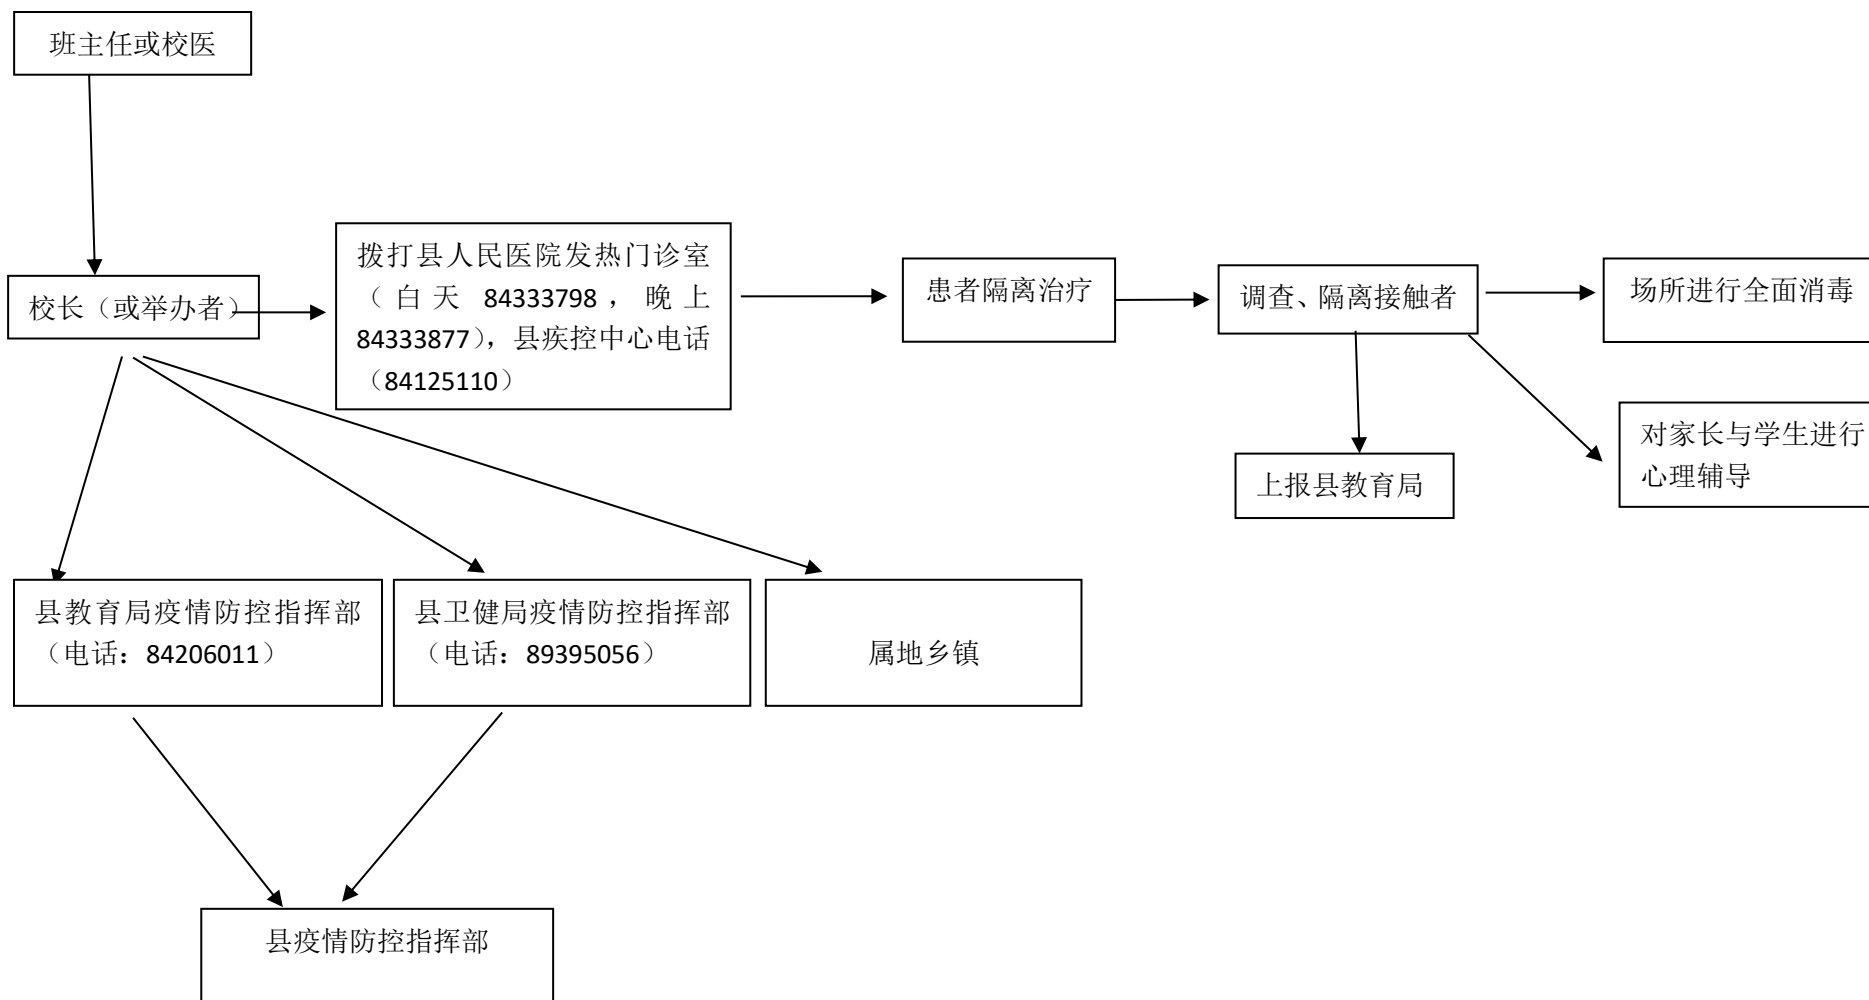 班主任或校医
校长（或举办者）
拨打县人民医院发热门诊室
（白天 84333798，晚上
84333877），县疾控中心电话
（84125110）
患者隔离治疗
调查、隔离接触者
场所进行全面消毒
对家长与学生进行
心理辅导
上报县教育局
县教育局疫情防控指挥部
（电话：84206011）
县卫健局疫情防控指挥部
（电话：89395056）
属地乡镇
县疫情防控指挥部